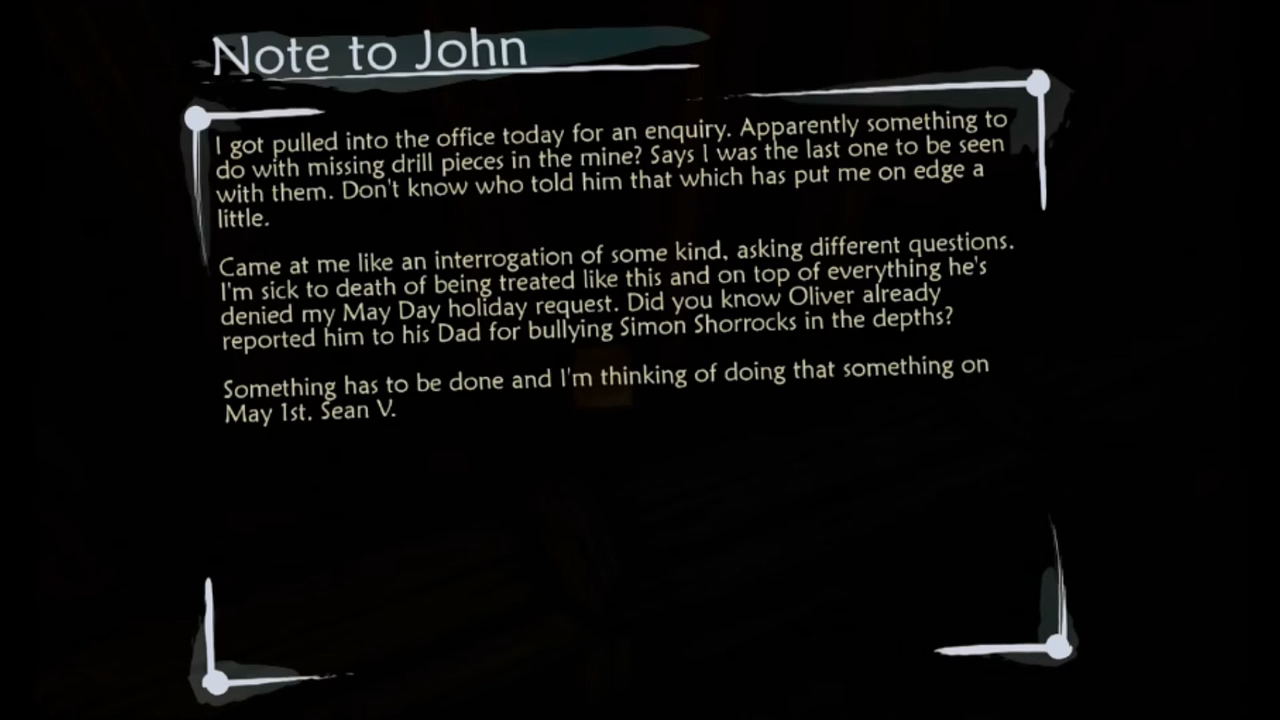 Note to John
I got pulled into the office today for an enquiry. Apparently something to
do with missing drill pieces in the mine? Says I was the last one to be seen
with them. Don't know who told him that which has put me on edge a
little.
Came at me like an interrogation of some kind, asking different questions.
I'm sick to death of being treated like this and on top of everything he's
denied my May Day holiday request. Did you know Oliver already
reported him to his Dad for bullying Simon Shorrocks in the depths?
Something has to be done and I'm thinking of doing that something on
May 1st. Sean V.